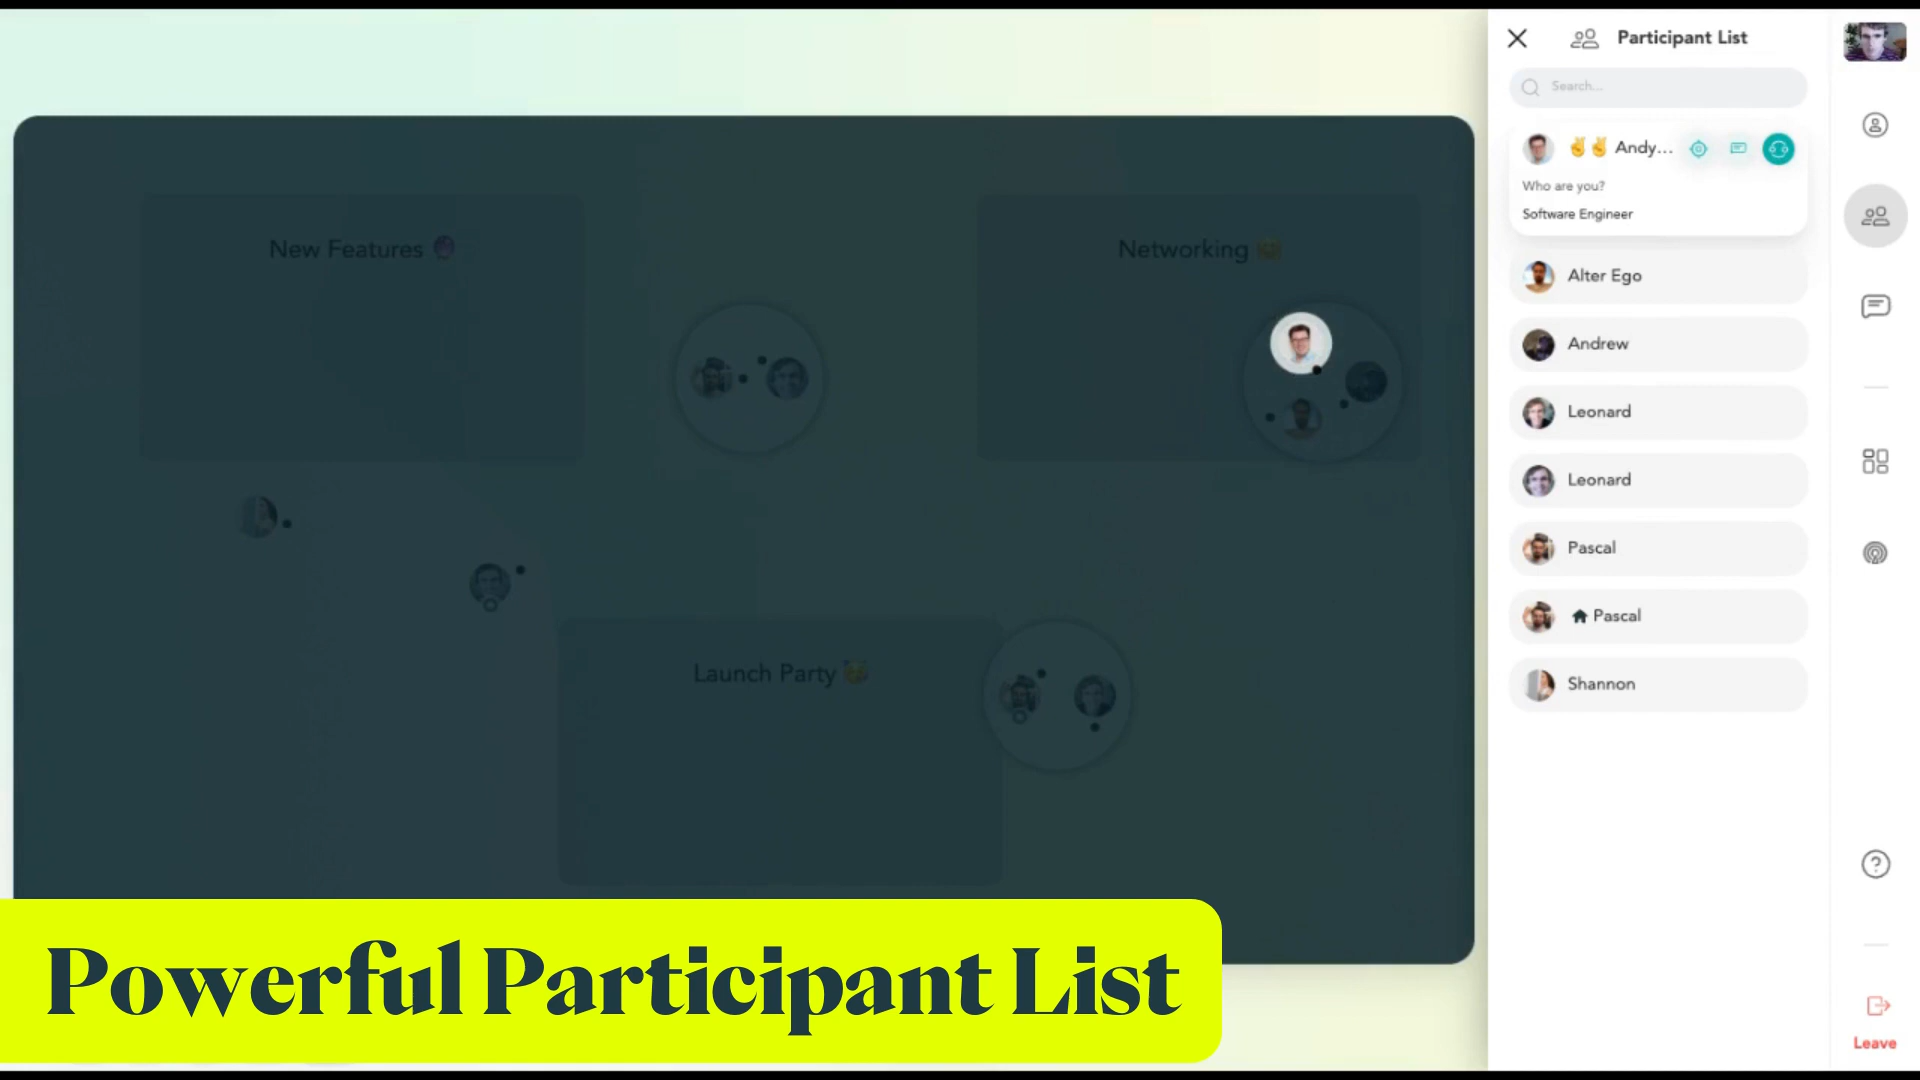 Participant List
Search...
✌️✌️ Andy...
Who are you?
Software Engineer
Alter Ego
Andrew
Leonard
Leonard
Pascal
Pascal
Shannon
New Features 🔮
Networking
Launch Party 🥳
Powerful Participant List
Leave